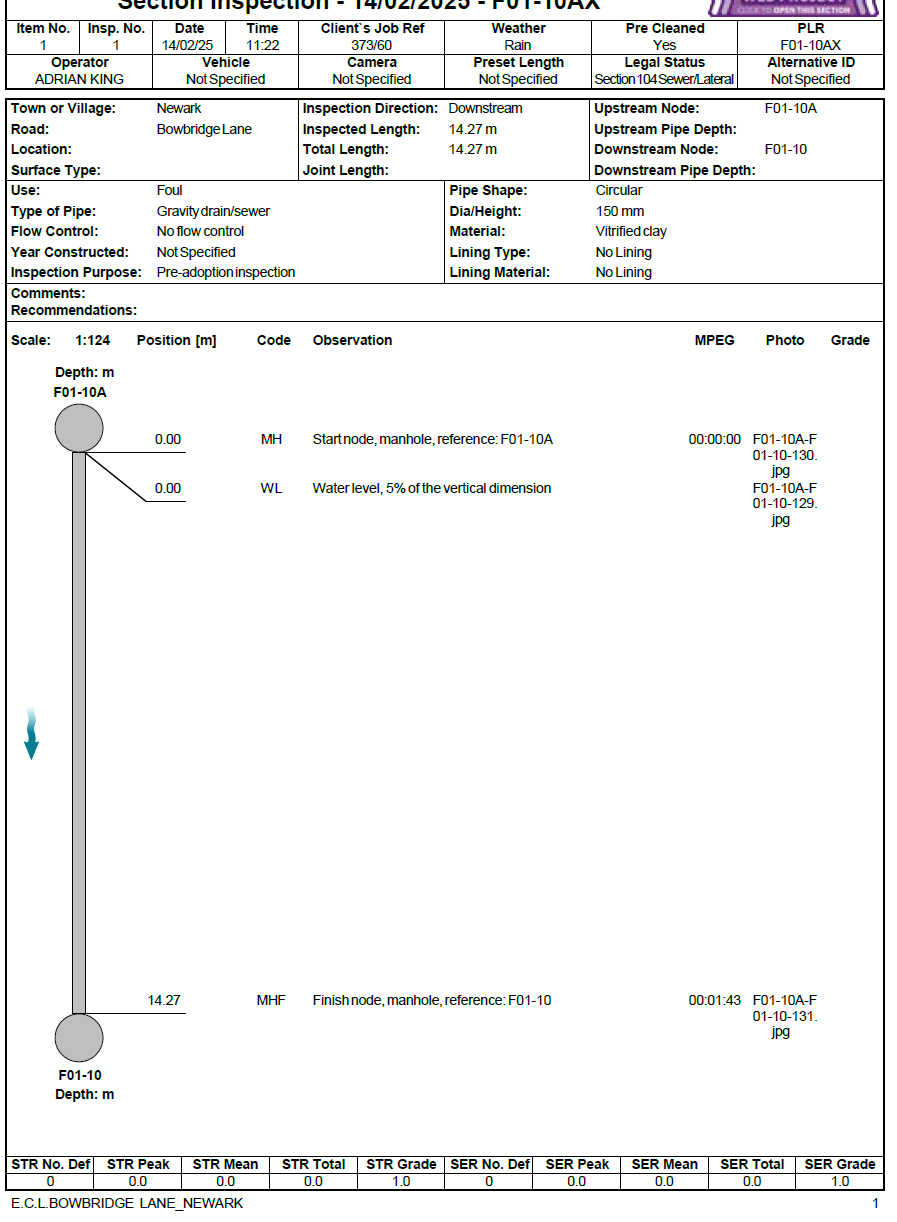 Section Inspection - 14/02/2025 - F01-10AX
CLICK TO OPEN THIS SECTION
Item No. Insp. No. Date Time Client`s Job Ref Weather Pre Cleaned PLR
1 1 14/02/25 11:22 373/60 Rain Yes F01-10AX
Operator Vehicle Camera Preset Length Legal Status Alternative ID
ADRIAN KING Not Specified Not Specified Not Specified Section 104 Sewer/Lateral Not Specified
Town or Village: Newark Inspection Direction: Downstream Upstream Node: F01-10A
Road: Bowbridge Lane Inspected Length: 14.27 m Upstream Pipe Depth:
Location: Total Length: 14.27 m Downstream Node: F01-10
Surface Type: Joint Length: Downstream Pipe Depth:
Use: Foul Pipe Shape: Circular
Type of Pipe: Gravity drain/sewer Dia/Height: 150 mm
Flow Control: No flow control Material: Vitrified clay
Year Constructed: Not Specified Lining Type: No Lining
Inspection Purpose: Pre-adoption inspection Lining Material: No Lining
Comments:
Recommendations:
Scale: 1:124 Position [m] Code Observation MPEG Photo Grade
Depth: m
F01-10A
0.00 MH Start node, manhole, reference: F01-10A 00:00:00 F01-10A-F
01-10-130.
jpg
0.00 WL Water level, 5% of the vertical dimension F01-10A-F
01-10-129.
jpg
14.27 MHF Finish node, manhole, reference: F01-10 00:01:43 F01-10A-F
01-10-131.
jpg
F01-10
Depth: m
STR No. Def STR Peak STR Mean STR Total STR Grade SER No. Def SER Peak SER Mean SER Total SER Grade
0 0.0 0.0 0.0 1.0 0 0.0 0.0 0.0 1.0
E.C.L.BOWBRIDGE LANE_NEWARK 1